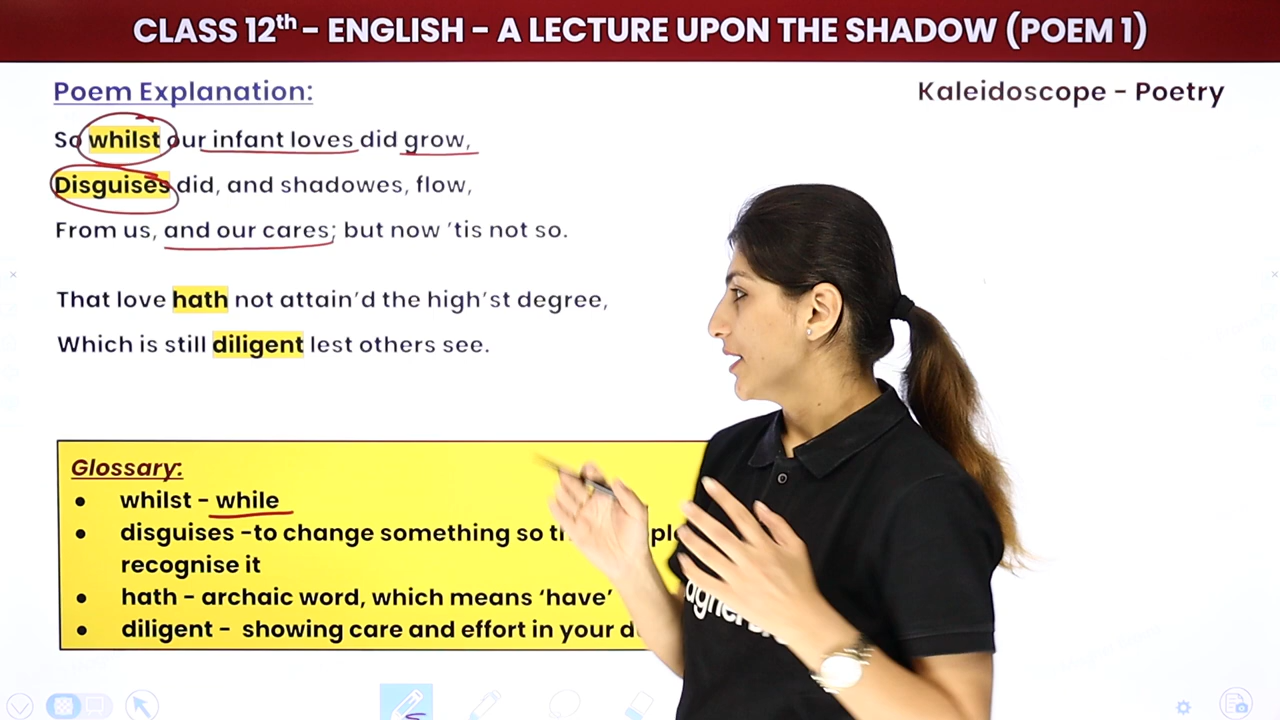 CLASS 12th - ENGLISH - A LECTURE UPON THE SHADOW (POEM 1)
Poem Explanation:
Kaleidoscope - Poetry
So whilst our infant loves did grow,
Disguises did, and shadowes, flow,
From us, and our cares; but now 'tis not so.
That love hath not attain'd the high'st degree,
Which is still diligent lest others see.
Glossary:
● whilst - while
● disguises -to change something so
recognise it
● hath - archaic word, which means 'have'
● diligent - showing care and effort in your